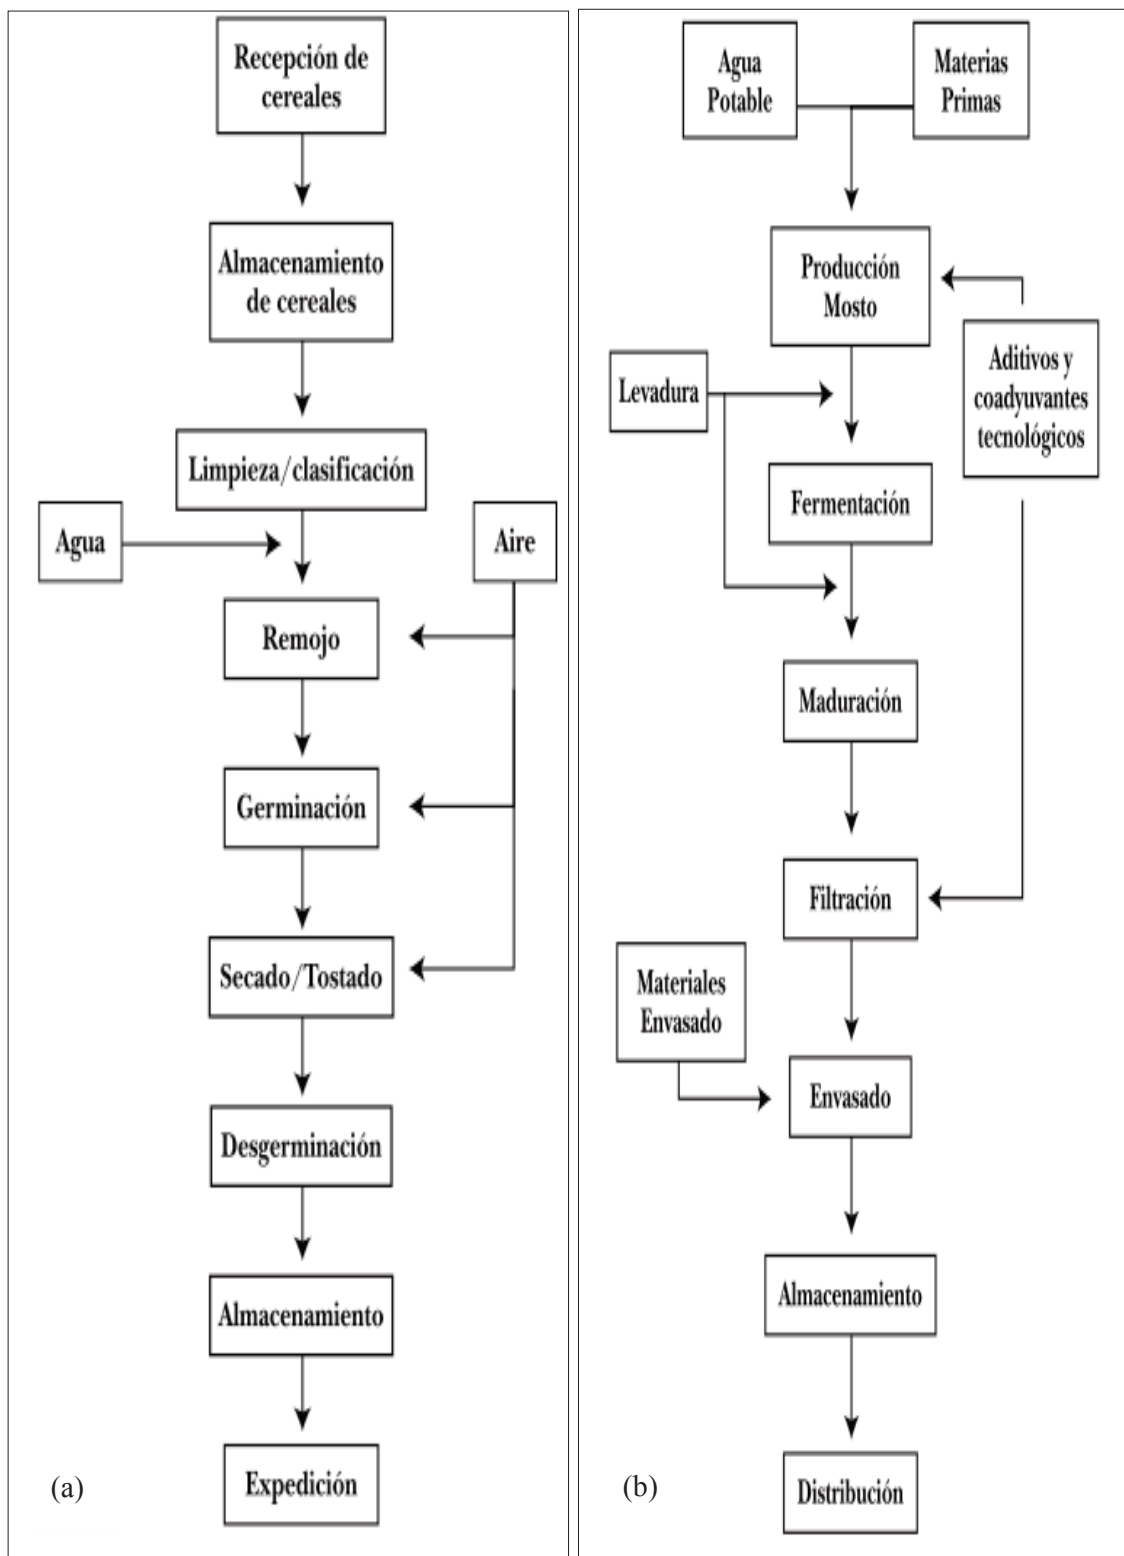 Recepción de
cereales
Almacenamiento
de cereales
Limpieza/clasificación
Agua
Aire
Remojo
Germinación
Secado/Tostado
Desgerminación
Almacenamiento
Expedición
(a)
Agua
Potable
Materias
Primas
Producción
Mosto
Levadura
Aditivos y
coadyuvantes
tecnológicos
Fermentación
Maduración
Filtración
Materiales
Envasado
Envasado
Almacenamiento
Distribución
(b)